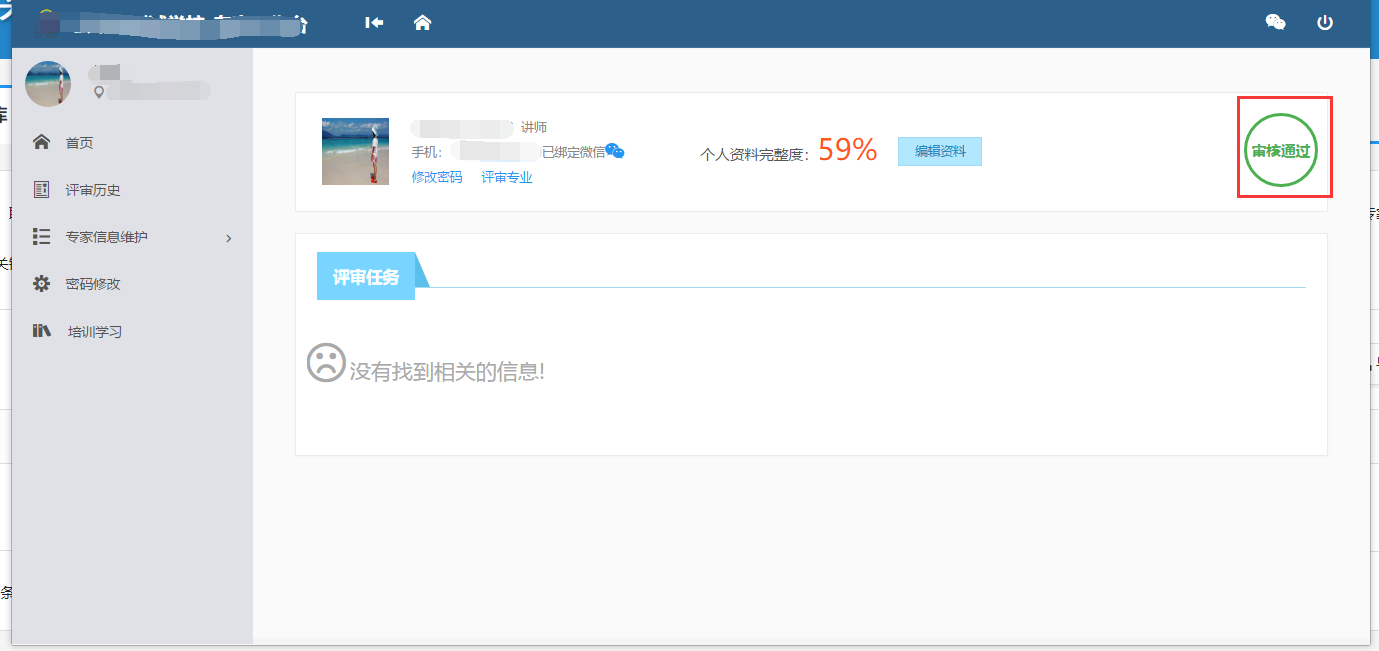 讲师
手机：
已绑定微信
修改密码 评审专业
个人资料完整度：59% 编辑资料
审核通过
首页
评审历史
专家信息维护
密码修改
培训学习
评审任务
没有找到相关的信息!